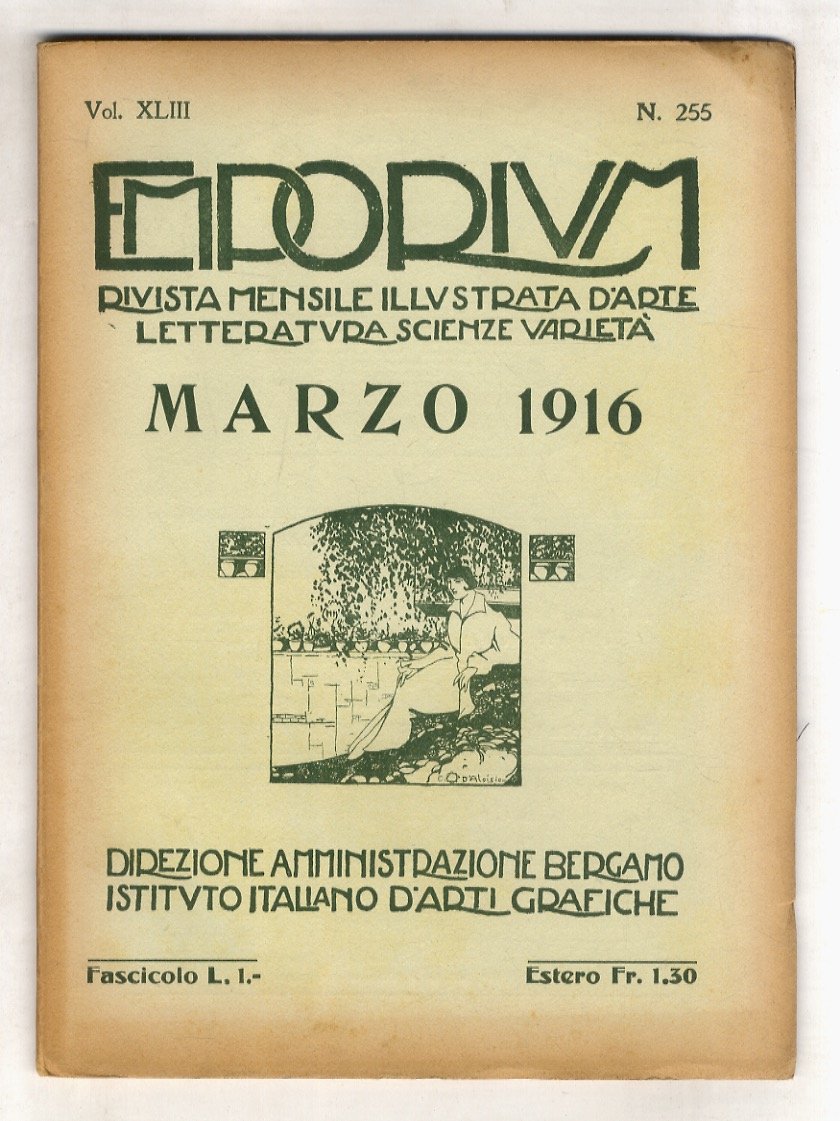 Vol. XLIII
N. 255
EMPORIVM
RIVISTA MENSILE ILLVSTRATA D'ARTE
LETTERATVRA SCIENZE VARIETÀ
MARZO 1916
C. D'Aloisio
DIREZIONE AMMINISTRAZIONE BERGAMO
ISTITVTO ITALIANO D'ARTI GRAFICHE
Fascicolo L. 1.-
Estero Fr. 1.30